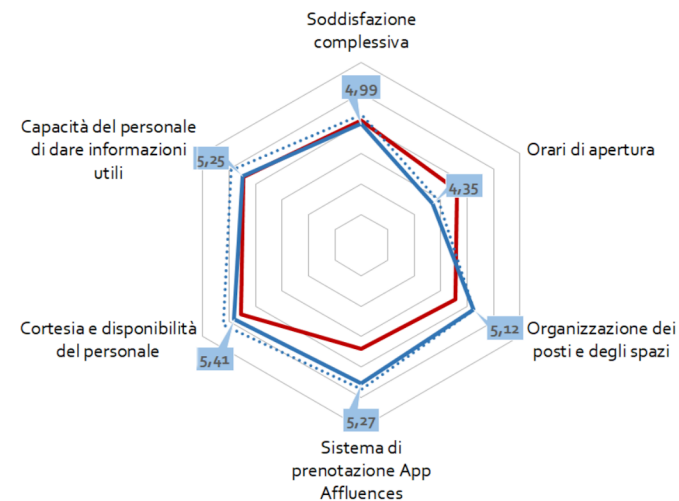 Soddisfazione
complessiva
4,99
Capacità del personale
di dare informazioni
utili
5,25
Orari di apertura
4,35
Cortesia e disponibilità
del personale
5,41
5,12
Organizzazione dei
posti e degli spazi
5,27
Sistema di
prenotazione App
Affluences